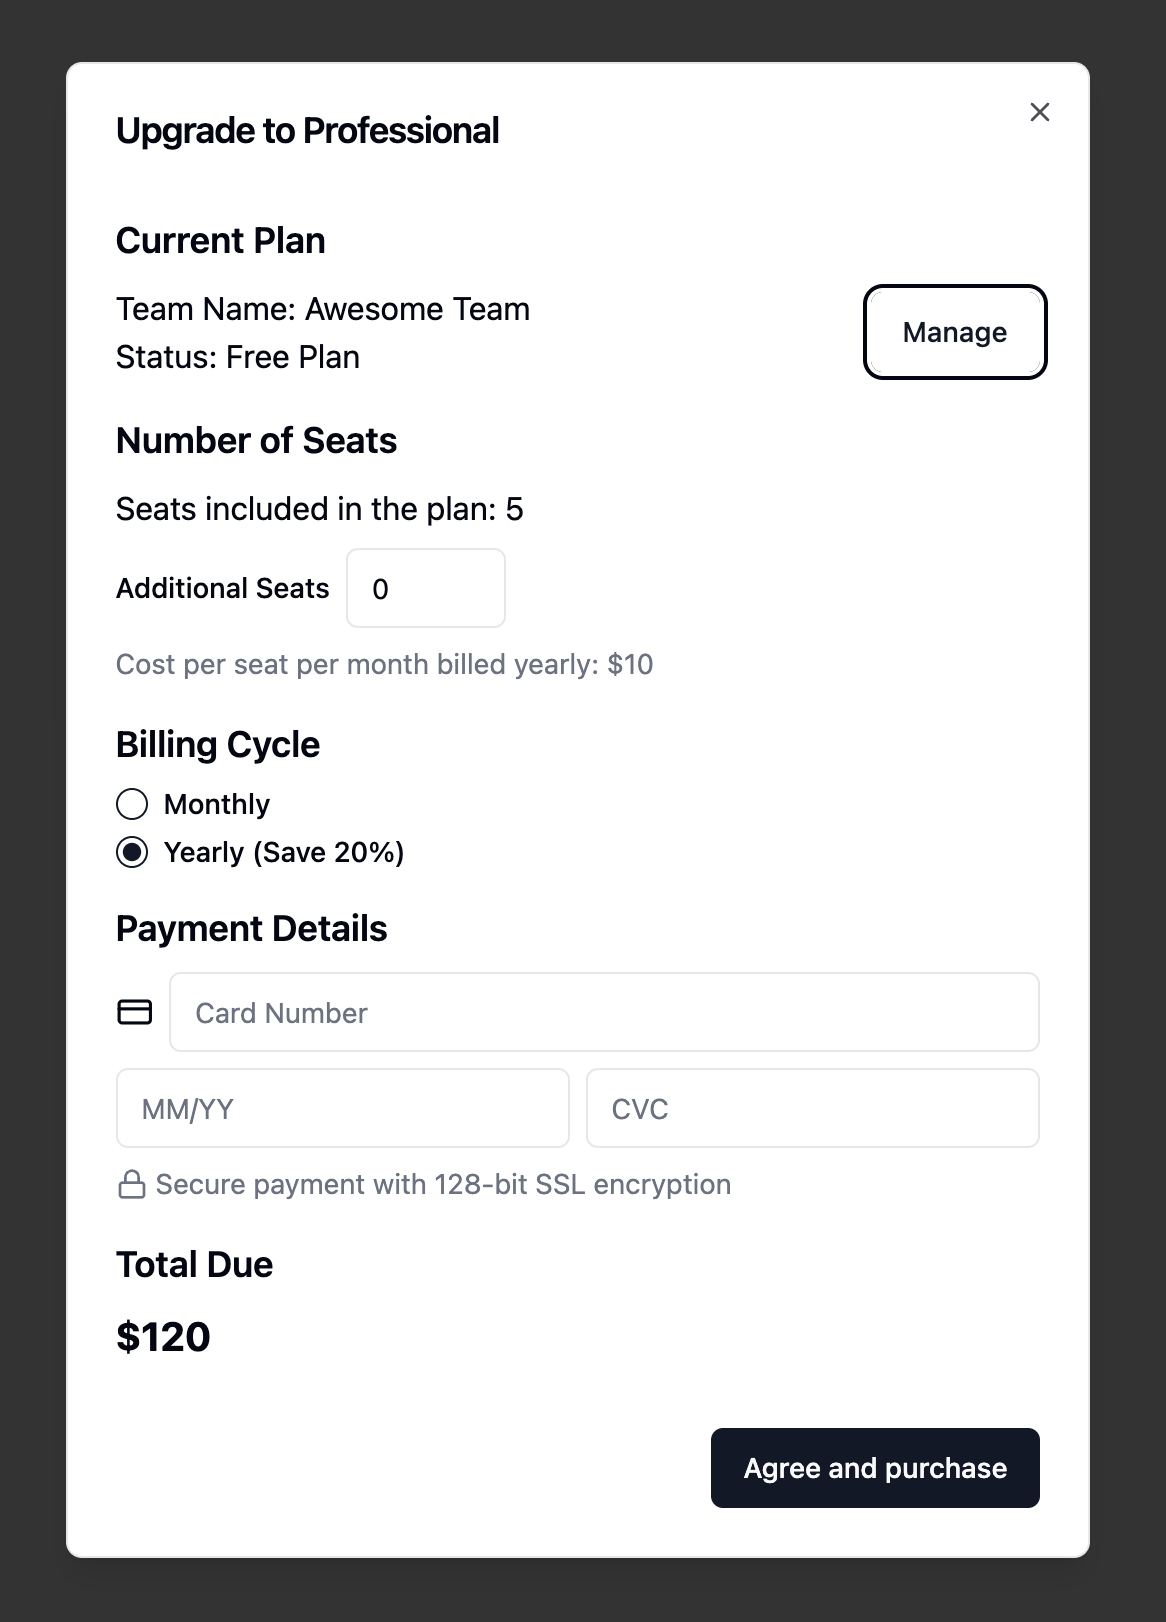 Upgrade to Professional
Current Plan
Team Name: Awesome Team
Status: Free Plan
Manage
Number of Seats
Seats included in the plan: 5
Additional Seats 0
Cost per seat per month billed yearly: $10
Billing Cycle
Monthly
Yearly (Save 20%)
Payment Details
Card Number
MM/YY CVC
Secure payment with 128-bit SSL encryption
Total Due
$120
Agree and purchase